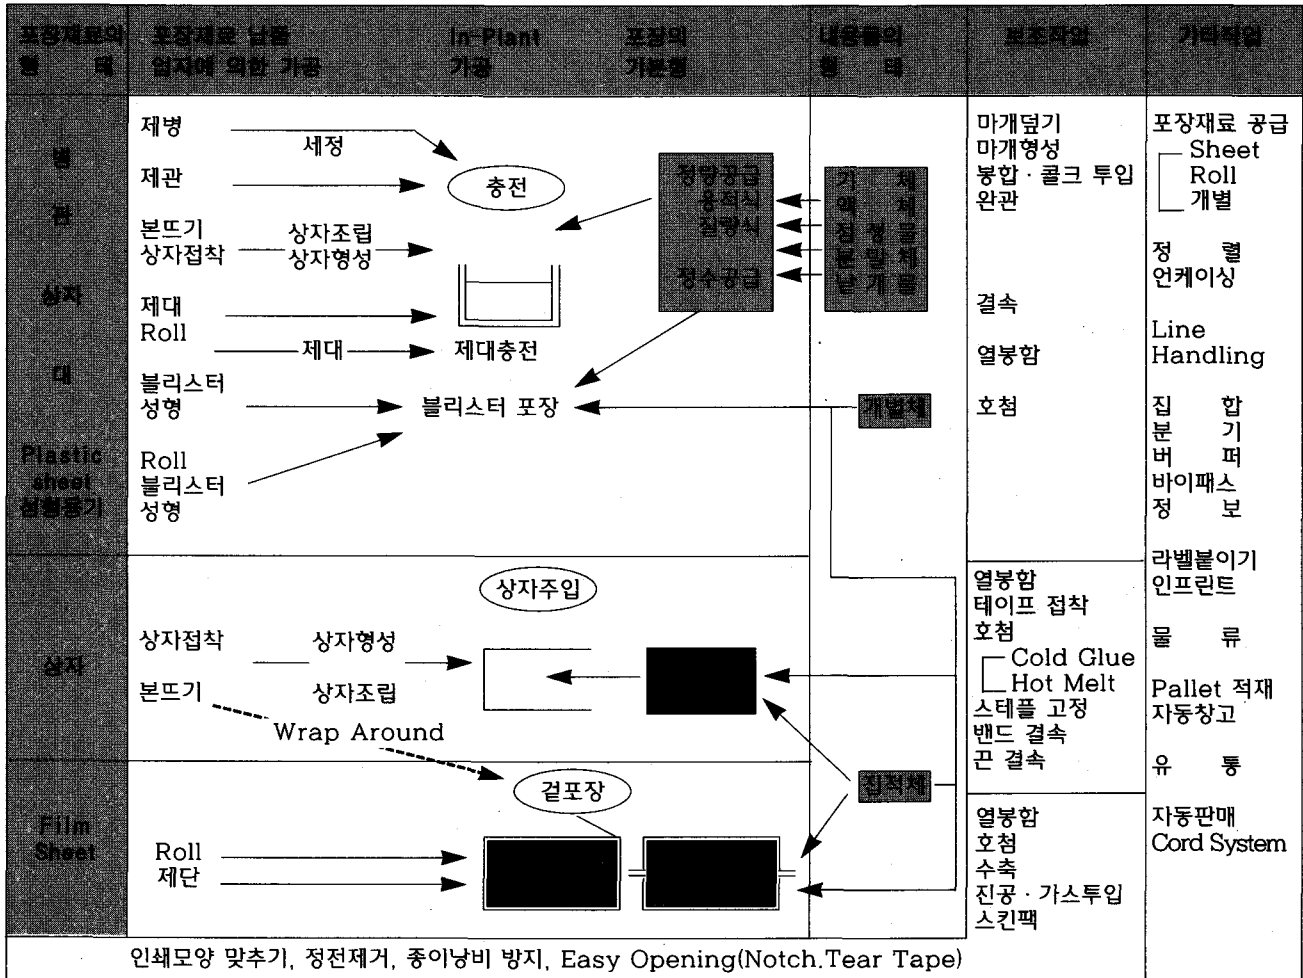 포장재료의
형 태
포장재료 납품
업자에 의한 가공
In-Plant
가공
포장의
기본형
내용물의
형 태
보조작업
기타작업
병
관
상자
대
Plastic
sheet
성형용기
제병
세정
제관
충전
본뜨기
상자접착
상자조립
상자형성
제대
Roll
제대
제대충전
블리스터
성형
블리스터 포장
Roll
블리스터
성형
정량공급
용적식
질량식
정수공급
기 체
액 체
점 성 물
분 말 체
낱 개 물
개별체
마개덮기
마개형성
봉합 · 콜크 투입
완관
결속
열봉함
호첨
포장재료 공급
Sheet
Roll
개별
정 렬
언케이싱
Line
Handling
집 합
분 기
버 퍼
바이패스
정 보
라벨붙이기
인프린트
물 류
Pallet 적재
자동창고
유 통
자동판매
Cord System
상자
상자접착
상자형성
본뜨기
상자조립
상자주입
Wrap Around
열봉함
테이프 접착
호첨
Cold Glue
Hot Melt
스테플 고정
밴드 결속
끈 결속
집적체
Film
Sheet
Roll
제단
겉포장
열봉함
호첨
수축
진공 · 가스투입
스킨팩
인쇄모양 맞추기, 정전제거, 종이낭비 방지, Easy Opening(Notch.Tear Tape)